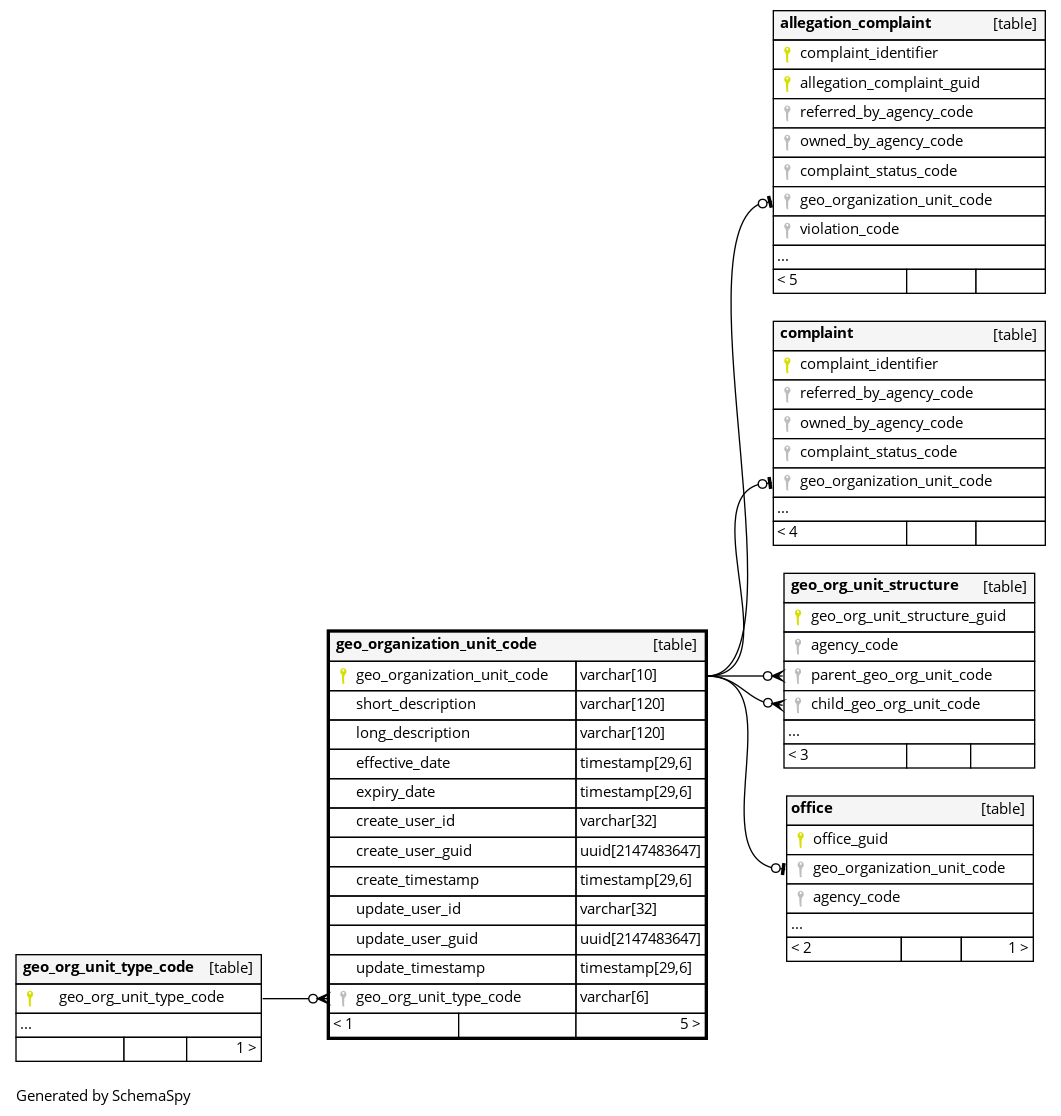 allegation_complaint [table]
complaint_identifier
allegation_complaint_guid
referred_by_agency_code
owned_by_agency_code
complaint_status_code
geo_organization_unit_code
violation_code
...
< 5
complaint [table]
complaint_identifier
referred_by_agency_code
owned_by_agency_code
complaint_status_code
geo_organization_unit_code
...
< 4
geo_org_unit_structure [table]
geo_org_unit_structure_guid
agency_code
parent_geo_org_unit_code
child_geo_org_unit_code
...
< 3
geo_organization_unit_code [table]
geo_organization_unit_code varchar[10]
short_description varchar[120]
long_description varchar[120]
effective_date timestamp[29,6]
expiry_date timestamp[29,6]
create_user_id varchar[32]
create_user_guid uuid[2147483647]
create_timestamp timestamp[29,6]
update_user_id varchar[32]
update_user_guid uuid[2147483647]
update_timestamp timestamp[29,6]
geo_org_unit_type_code varchar[6]
< 1 5 >
office [table]
office_guid
geo_organization_unit_code
agency_code
...
< 2 1 >
geo_org_unit_type_code [table]
geo_org_unit_type_code
...
1 >
Generated by SchemaSpy